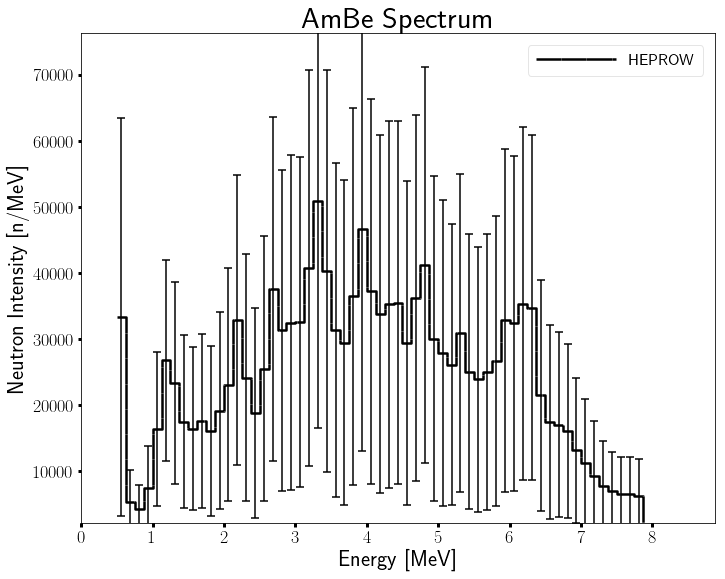 AmBe Spectrum
HEPROW
Neutron Intensity [n/MeV]
70000
60000
50000
40000
30000
20000
10000
0 1 2 3 4 5 6 7 8
Energy [MeV]